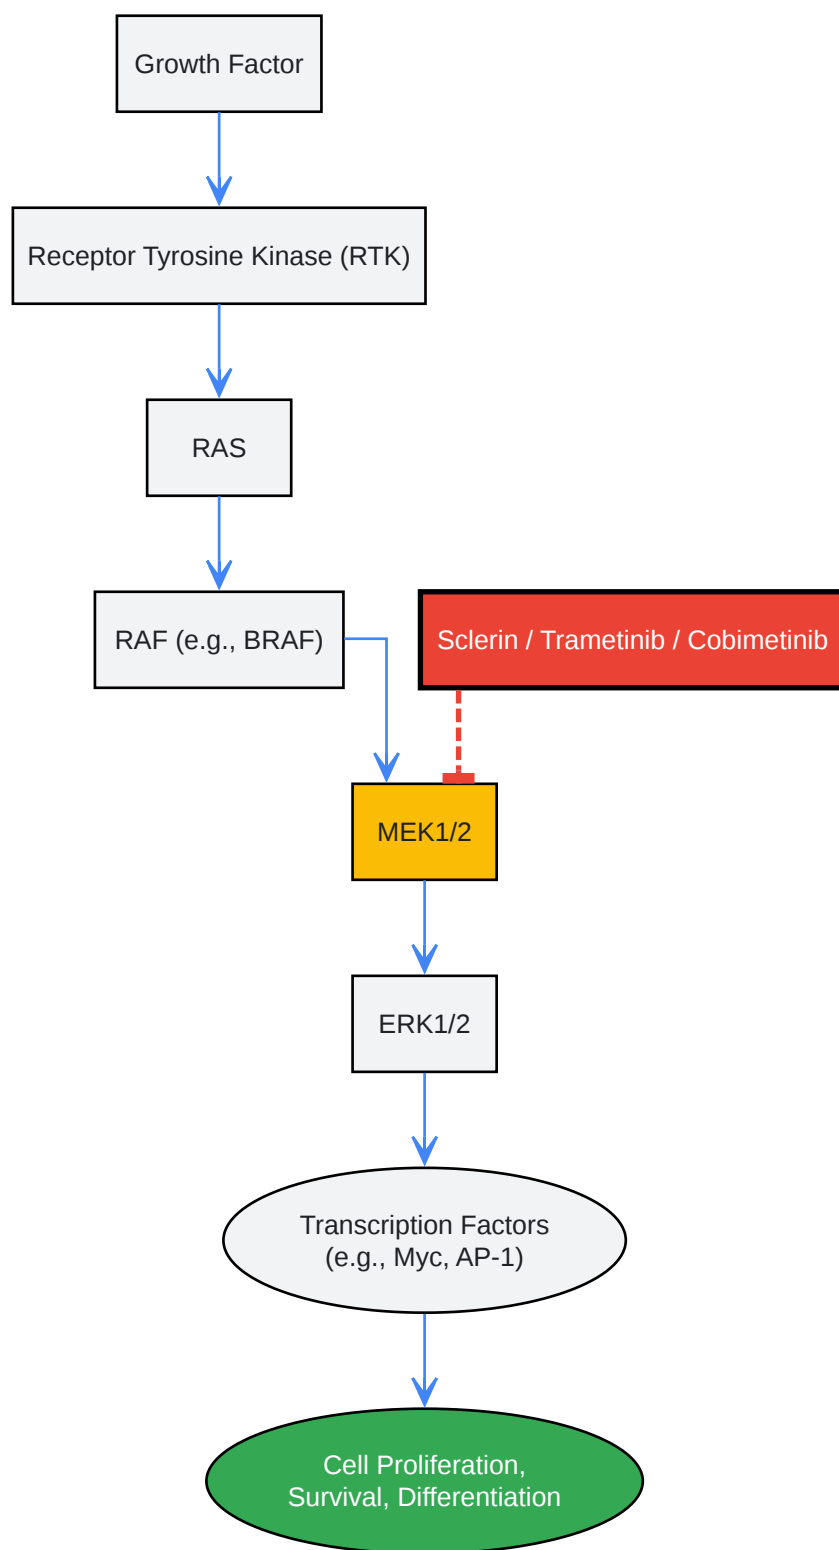 Growth Factor
Receptor Tyrosine Kinase (RTK)
RAS
RAF (e.g., BRAF)
Sclerin / Trametinib / Cobimetinib
MEK1/2
ERK1/2
Transcription Factors
(e.g., Myc, AP-1)
Cell Proliferation,
Survival, Differentiation